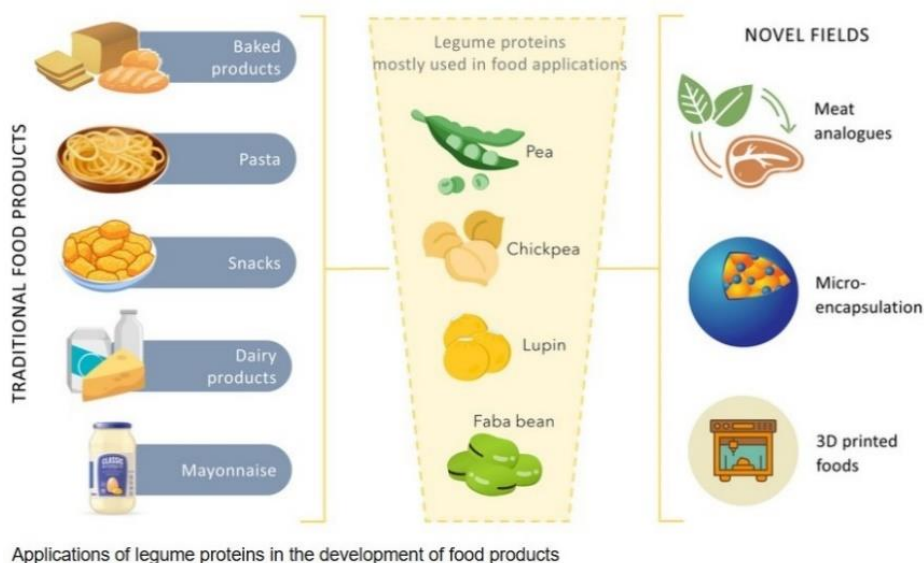 TRADITIONAL FOOD PRODUCTS
Baked
products
Pasta
Snacks
Dairy
products
CLASSIC
Mayonnaise
Legume proteins
mostly used in food applications
Pea
Chickpea
Lupin
Faba bean
NOVEL FIELDS
Meat
analogues
Micro-
encapsulation
3D printed
foods
Applications of legume proteins in the development of food products